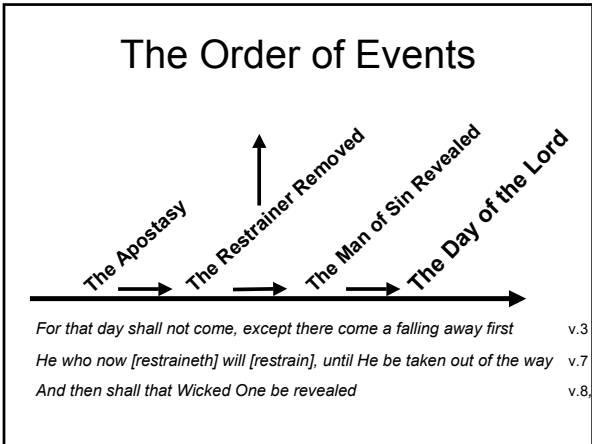 The Order of Events
The Apostasy
The Restrainer Removed
The Man of Sin Revealed
The Day of the Lord
For that day shall not come, except there come a falling away first v.3
He who now [restraineth] will [restrain], until He be taken out of the way v.7
And then shall that Wicked One be revealed v.8,